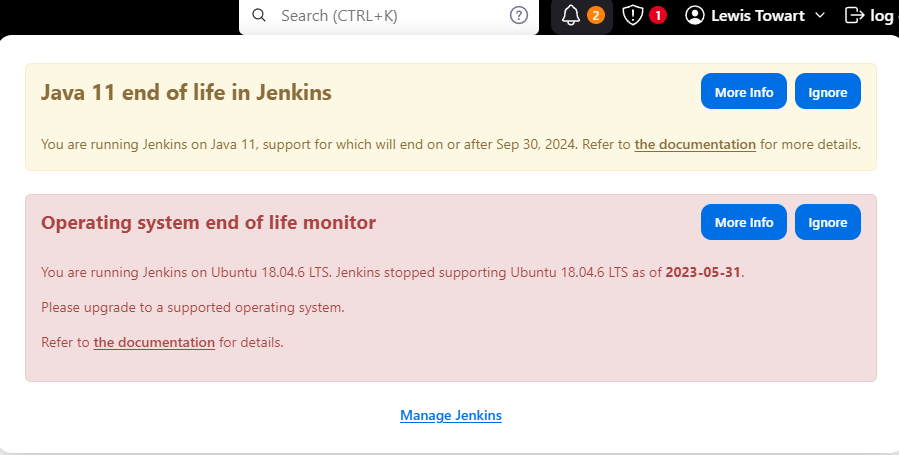 Search (CTRL+K)
?
2
1
Lewis Towart
log
Java 11 end of life in Jenkins
More Info
Ignore
You are running Jenkins on Java 11, support for which will end on or after Sep 30, 2024. Refer to the documentation for more details.
Operating system end of life monitor
More Info
Ignore
You are running Jenkins on Ubuntu 18.04.6 LTS. Jenkins stopped supporting Ubuntu 18.04.6 LTS as of 2023-05-31.
Please upgrade to a supported operating system.
Refer to the documentation for details.
Manage Jenkins